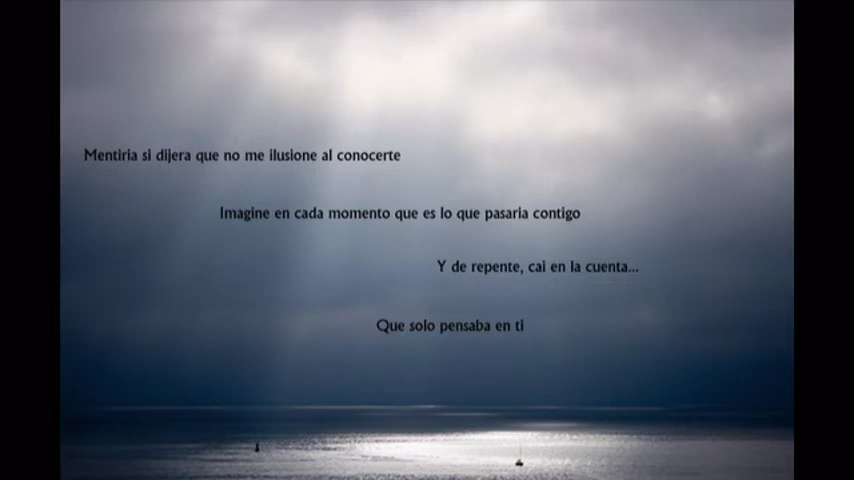 Mentiria si dijera que no me ilusione al conocerte
Imagine en cada momento que es lo que pasaria contigo
Y de repente, cai en la cuenta...
Que solo pensaba en ti